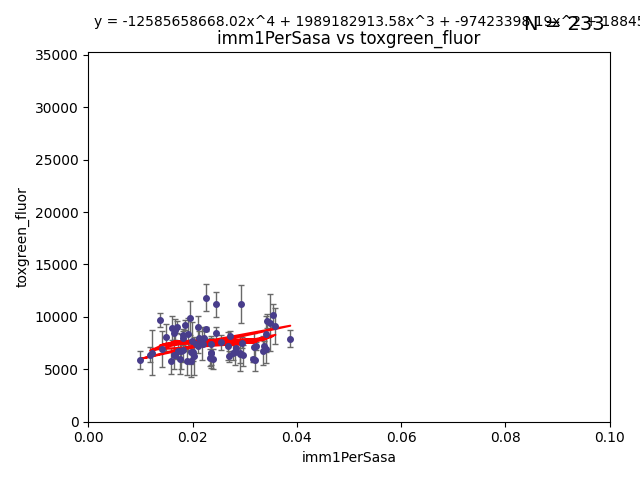 y = -12585658668.02x^4 + 1989182913.58x^3 +
N = 233
imm1PerSasa vs toxgreen_fluor
35000
30000
25000
20000
15000
10000
5000
0
toxgreen_fluor
0.00 0.02 0.04 0.06 0.08 0.10
imm1PerSasa